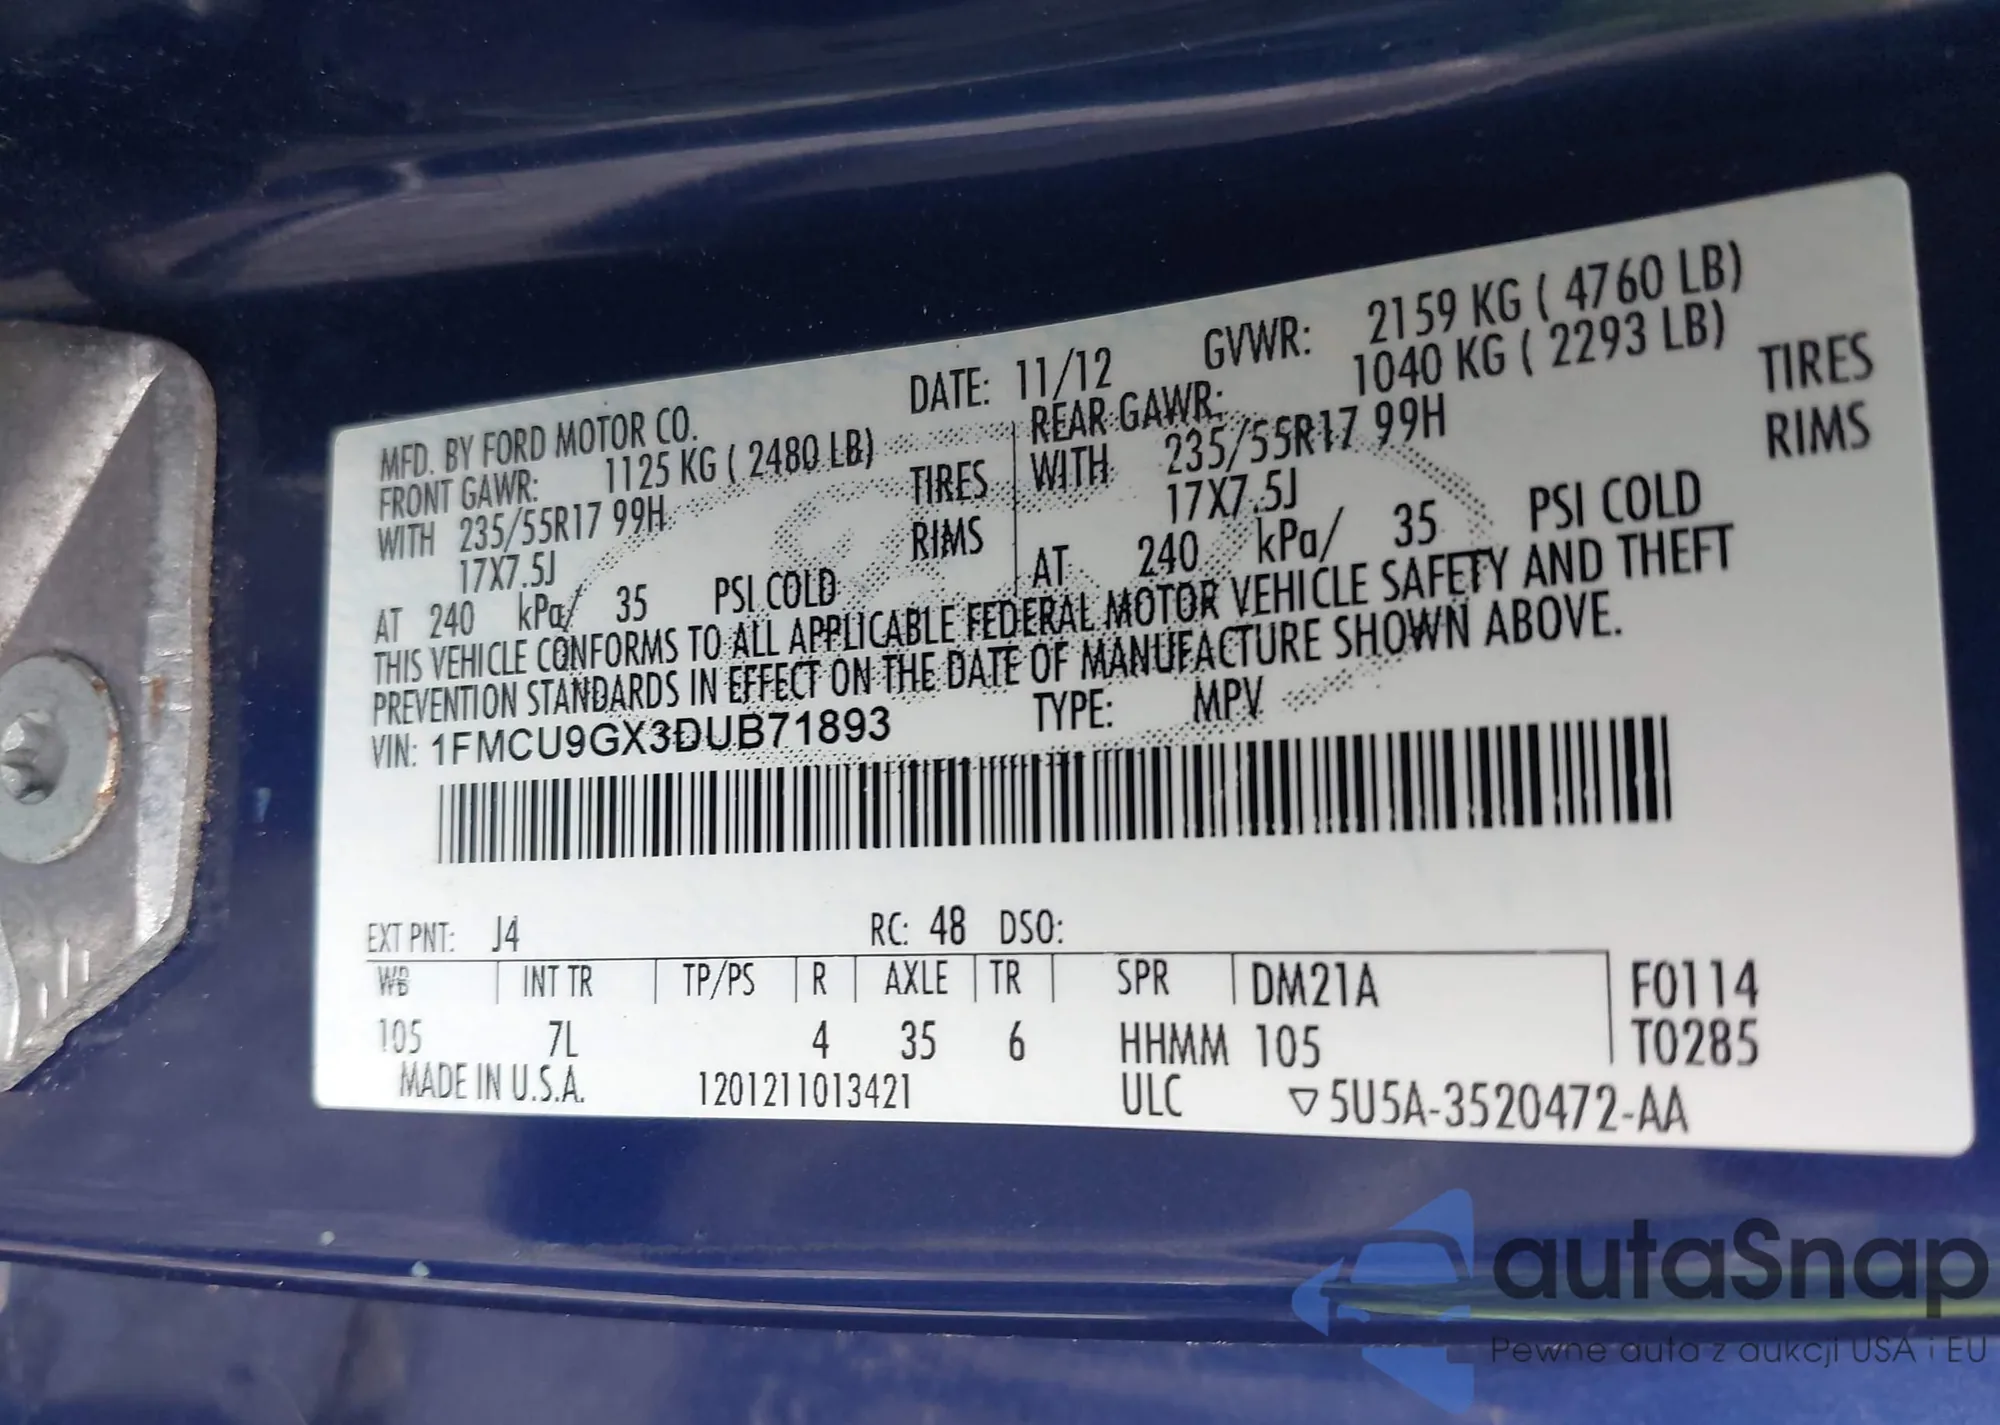 MFD. BY FORD MOTOR CO. DATE: 11/12 GVWR: 2159 KG ( 4760 LB)
FRONT GAWR: 1125 KG ( 2480 LB) REAR GAWR: 1040 KG ( 2293 LB)
WITH 235/55R17 99H TIRES WITH 235/55R17 99H TIRES
17X7.5J RIMS 17X7.5J RIMS
AT 240 kPa/ 35 PSI COLD AT 240 kPa/ 35 PSI COLD
THIS VEHICLE CONFORMS TO ALL APPLICABLE FEDERAL MOTOR VEHICLE SAFETY AND THEFT
PREVENTION STANDARDS IN EFFECT ON THE DATE OF MANUFACTURE SHOWN ABOVE.
VIN: 1FMCU9GX3DUB71893 TYPE: MPV
EXT PNT: J4 RC: 48 DSO:
WB INT TR TP/PS R AXLE TR SPR DM21A F0114
105 7L 4 35 6 HHMM 105 T0285
MADE IN U.S.A. 1201211013421 ULC ▽5U5A-3520472-AA
autaSnap
Pewne auta z aukcji USA i EU